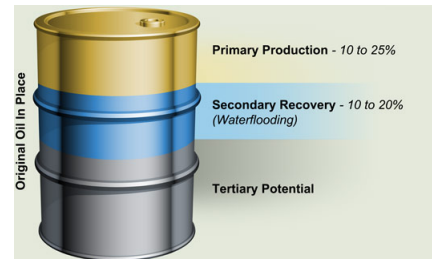 Original Oil In Place
Primary Production - 10 to 25%
Secondary Recovery - 10 to 20%
(Waterflooding)
Tertiary Potential